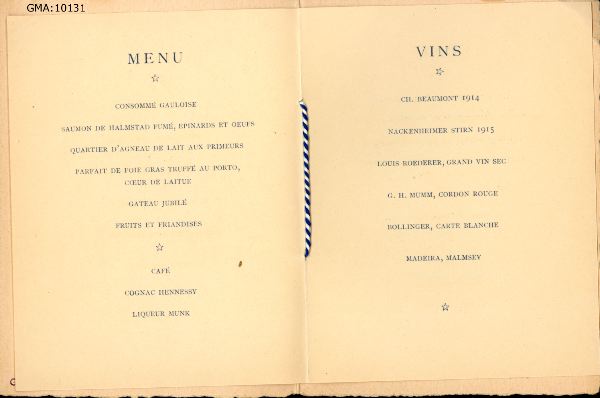 GMA:10131
MENU
CONSOMMÉ GAULOISE
SAUMON DE HALMSTAD FUMÉ, EPINARDS ET OEUFS
QUARTIER D'AGNEAU DE LAIT AUX PRIMEURS
PARFAIT DE FOIE GRAS TRUFFÉ AU PORTO,
CŒUR DE LAITUE
GATEAU JUBILÉ
FRUITS ET FRIANDISES
CAFÉ
COGNAC HENNESSY
LIQUEUR MUNK
VINS
CH. BEAUMONT 1914
NACKENHEIMER STIRN 1915
LOUIS ROEDERER, GRAND VIN SEC
G. H. MUMM, CORDON ROUGE
BOLLINGER, CARTE BLANCHE
MADEIRA, MALMSEY